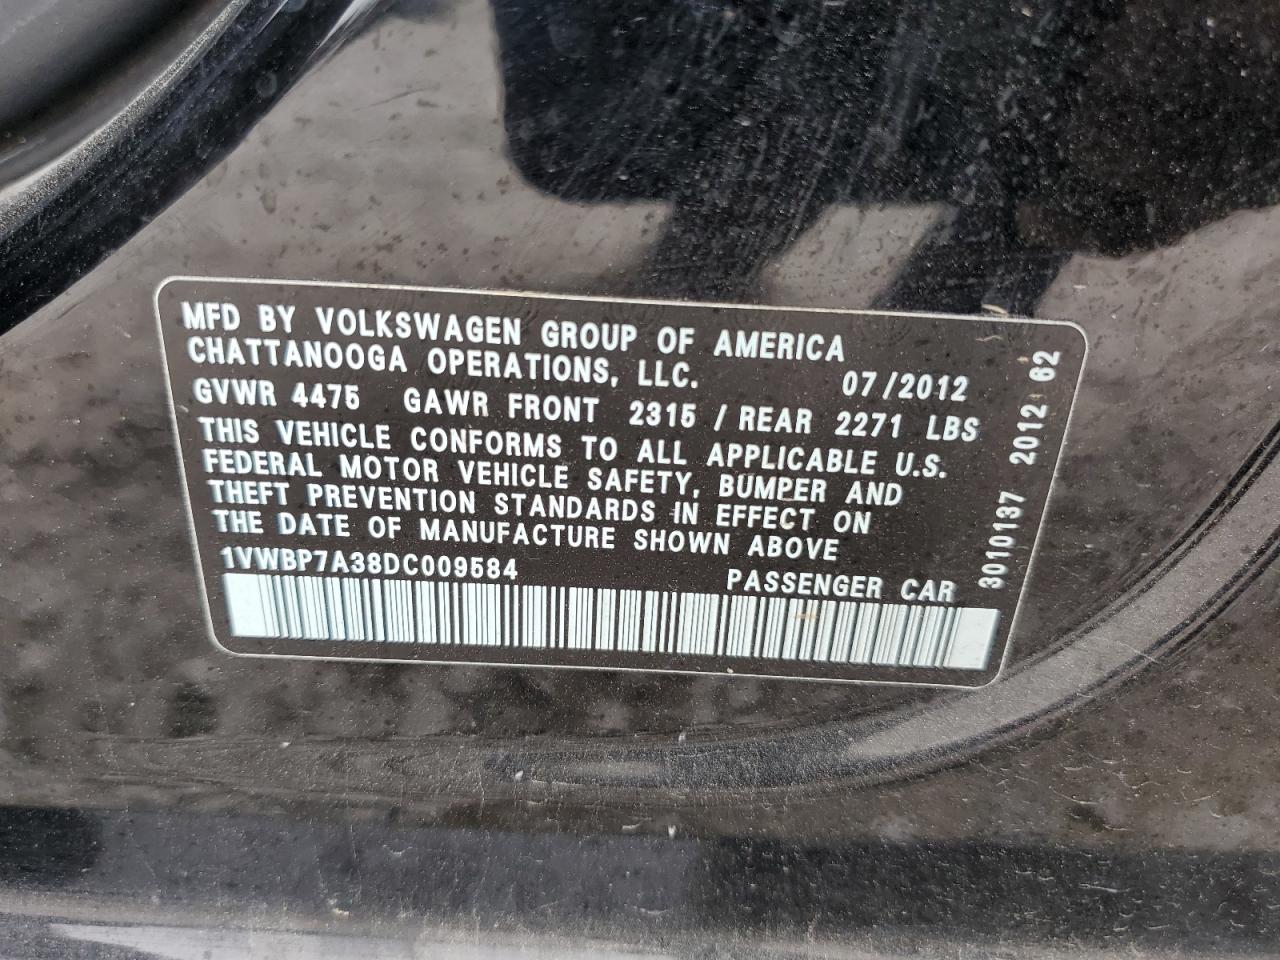 MFD BY VOLKSWAGEN GROUP OF AMERICA
CHATTANOOGA OPERATIONS, LLC. 07/2012
GVWR 4475 GAWR FRONT 2315 / REAR 2271 LBS
THIS VEHICLE CONFORMS TO ALL APPLICABLE U.S.
FEDERAL MOTOR VEHICLE SAFETY, BUMPER AND
THEFT PREVENTION STANDARDS IN EFFECT ON
THE DATE OF MANUFACTURE SHOWN ABOVE
1VWBP7A38DC009584 PASSENGER CAR
3010137 2012 62